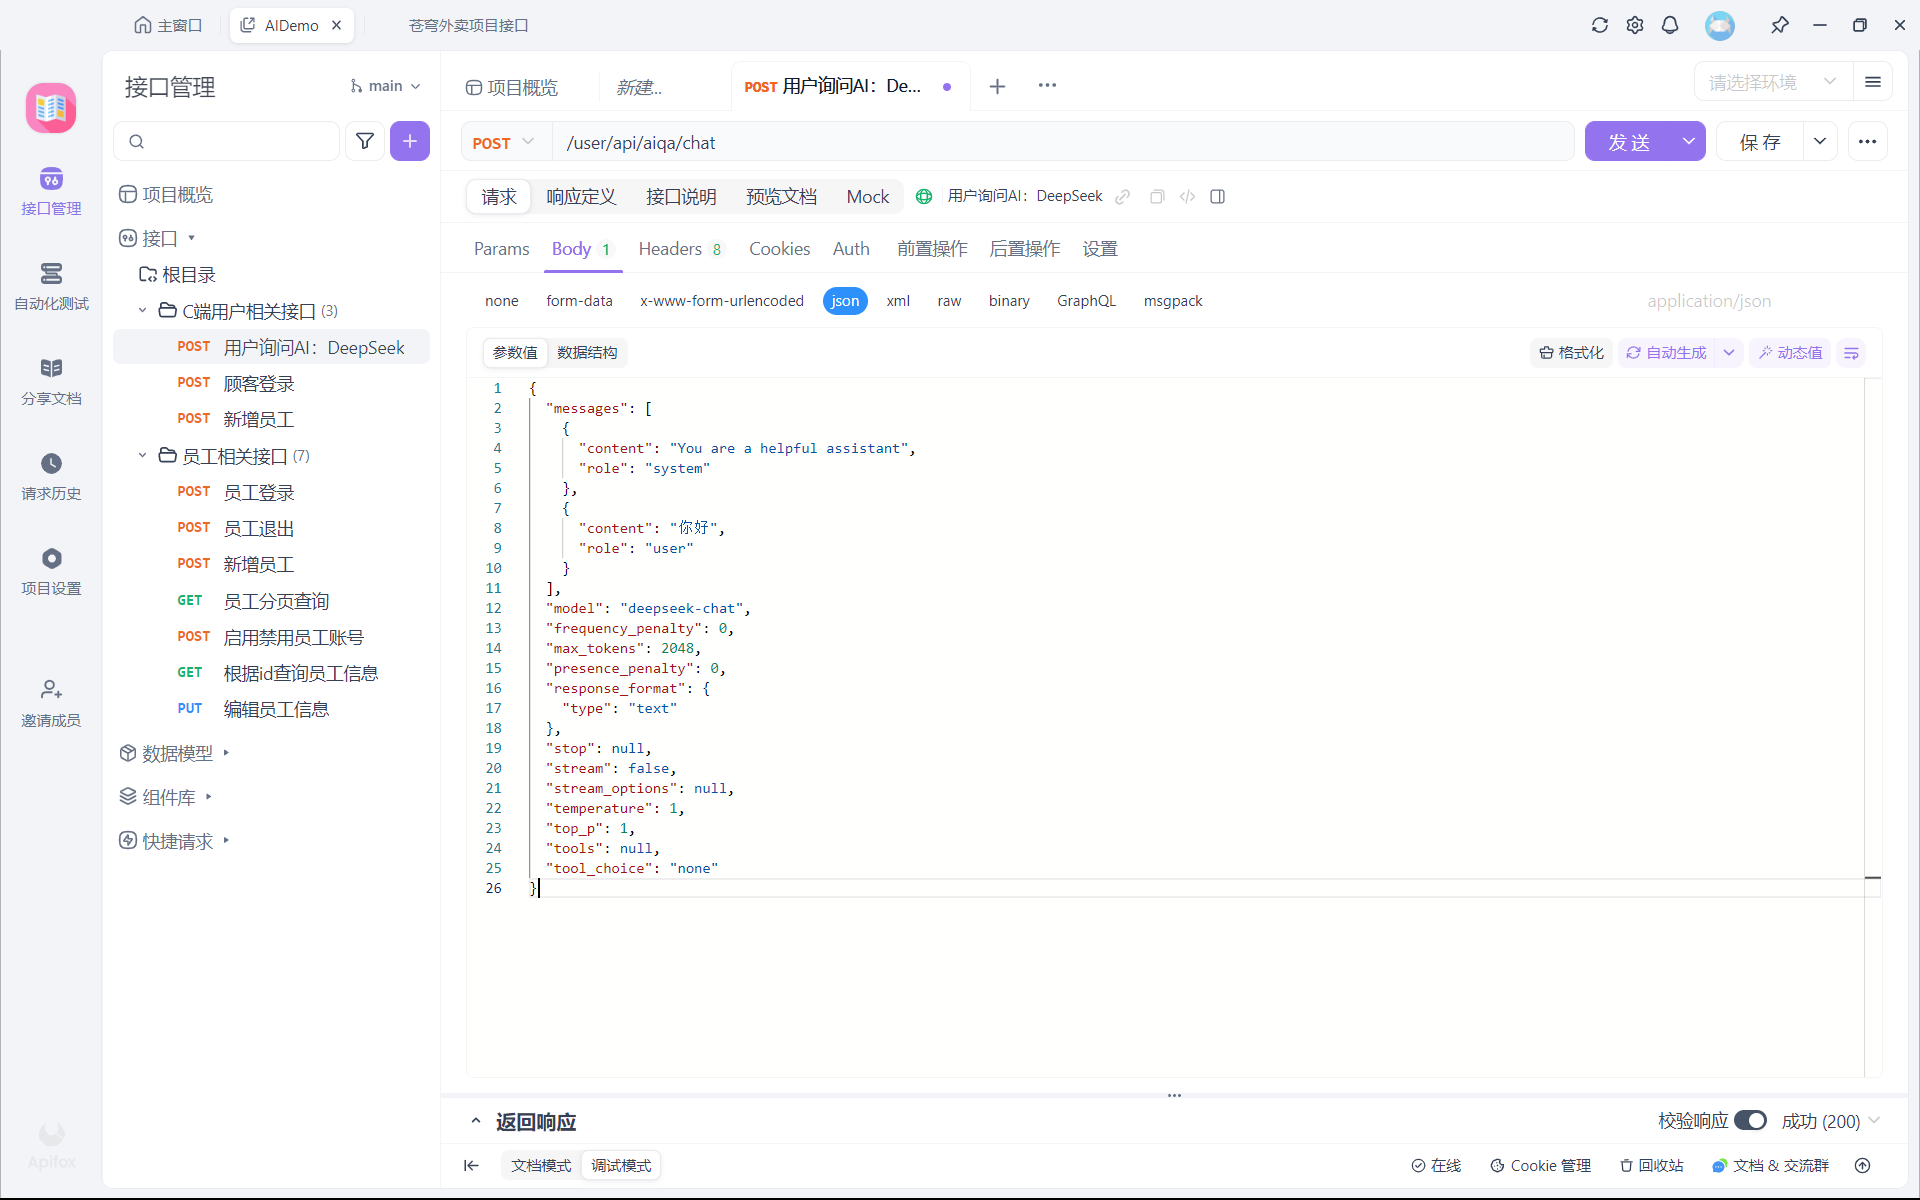 主窗口
AIDemo
苍穹外卖项目接口
接口管理
自动化测试
分享文档
请求历史
项目设置
邀请成员
Apifox
接口管理
main
项目概览
接口
根目录
C端用户相关接口 (3)
POST 用户询问AI：DeepSeek
POST 顾客登录
POST 新增员工
员工相关接口 (7)
POST 员工登录
POST 员工退出
POST 新增员工
GET 员工分页查询
POST 启用禁用员工账号
GET 根据id查询员工信息
PUT 编辑员工信息
数据模型
组件库
快捷请求
项目概览
新建...
POST 用户询问AI：De...
请选择环境
POST /user/api/aiqa/chat
发 送
保 存
请求 响应定义 接口说明 预览文档 Mock 用户询问AI：DeepSeek
Params Body 1 Headers 8 Cookies Auth 前置操作 后置操作 设置
none form-data x-www-form-urlencoded json xml raw binary GraphQL msgpack application/json
参数值 数据结构 格式化 自动生成 动态值
1 {
2 "messages": [
3 {
4 "content": "You are a helpful assistant",
5 "role": "system"
6 },
7 {
8 "content": "你好",
9 "role": "user"
10 }
11 ],
12 "model": "deepseek-chat",
13 "frequency_penalty": 0,
14 "max_tokens": 2048,
15 "presence_penalty": 0,
16 "response_format": {
17 "type": "text"
18 },
19 "stop": null,
20 "stream": false,
21 "stream_options": null,
22 "temperature": 1,
23 "top_p": 1,
24 "tools": null,
25 "tool_choice": "none"
26 }
返回响应
校验响应
成功 (200)
文档模式 调试模式
在线 Cookie 管理 回收站 文档 & 交流群